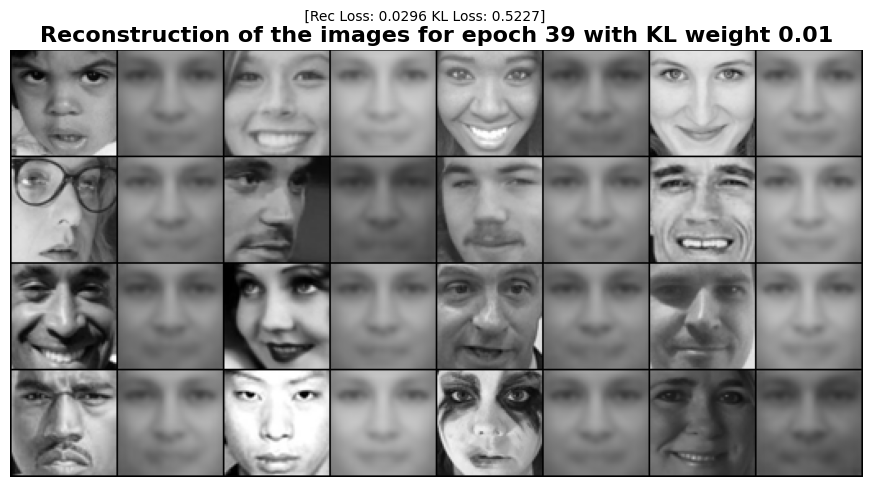 [Rec Loss: 0.0296 KL Loss: 0.5227]
Reconstruction of the images for epoch 39 with KL weight 0.01